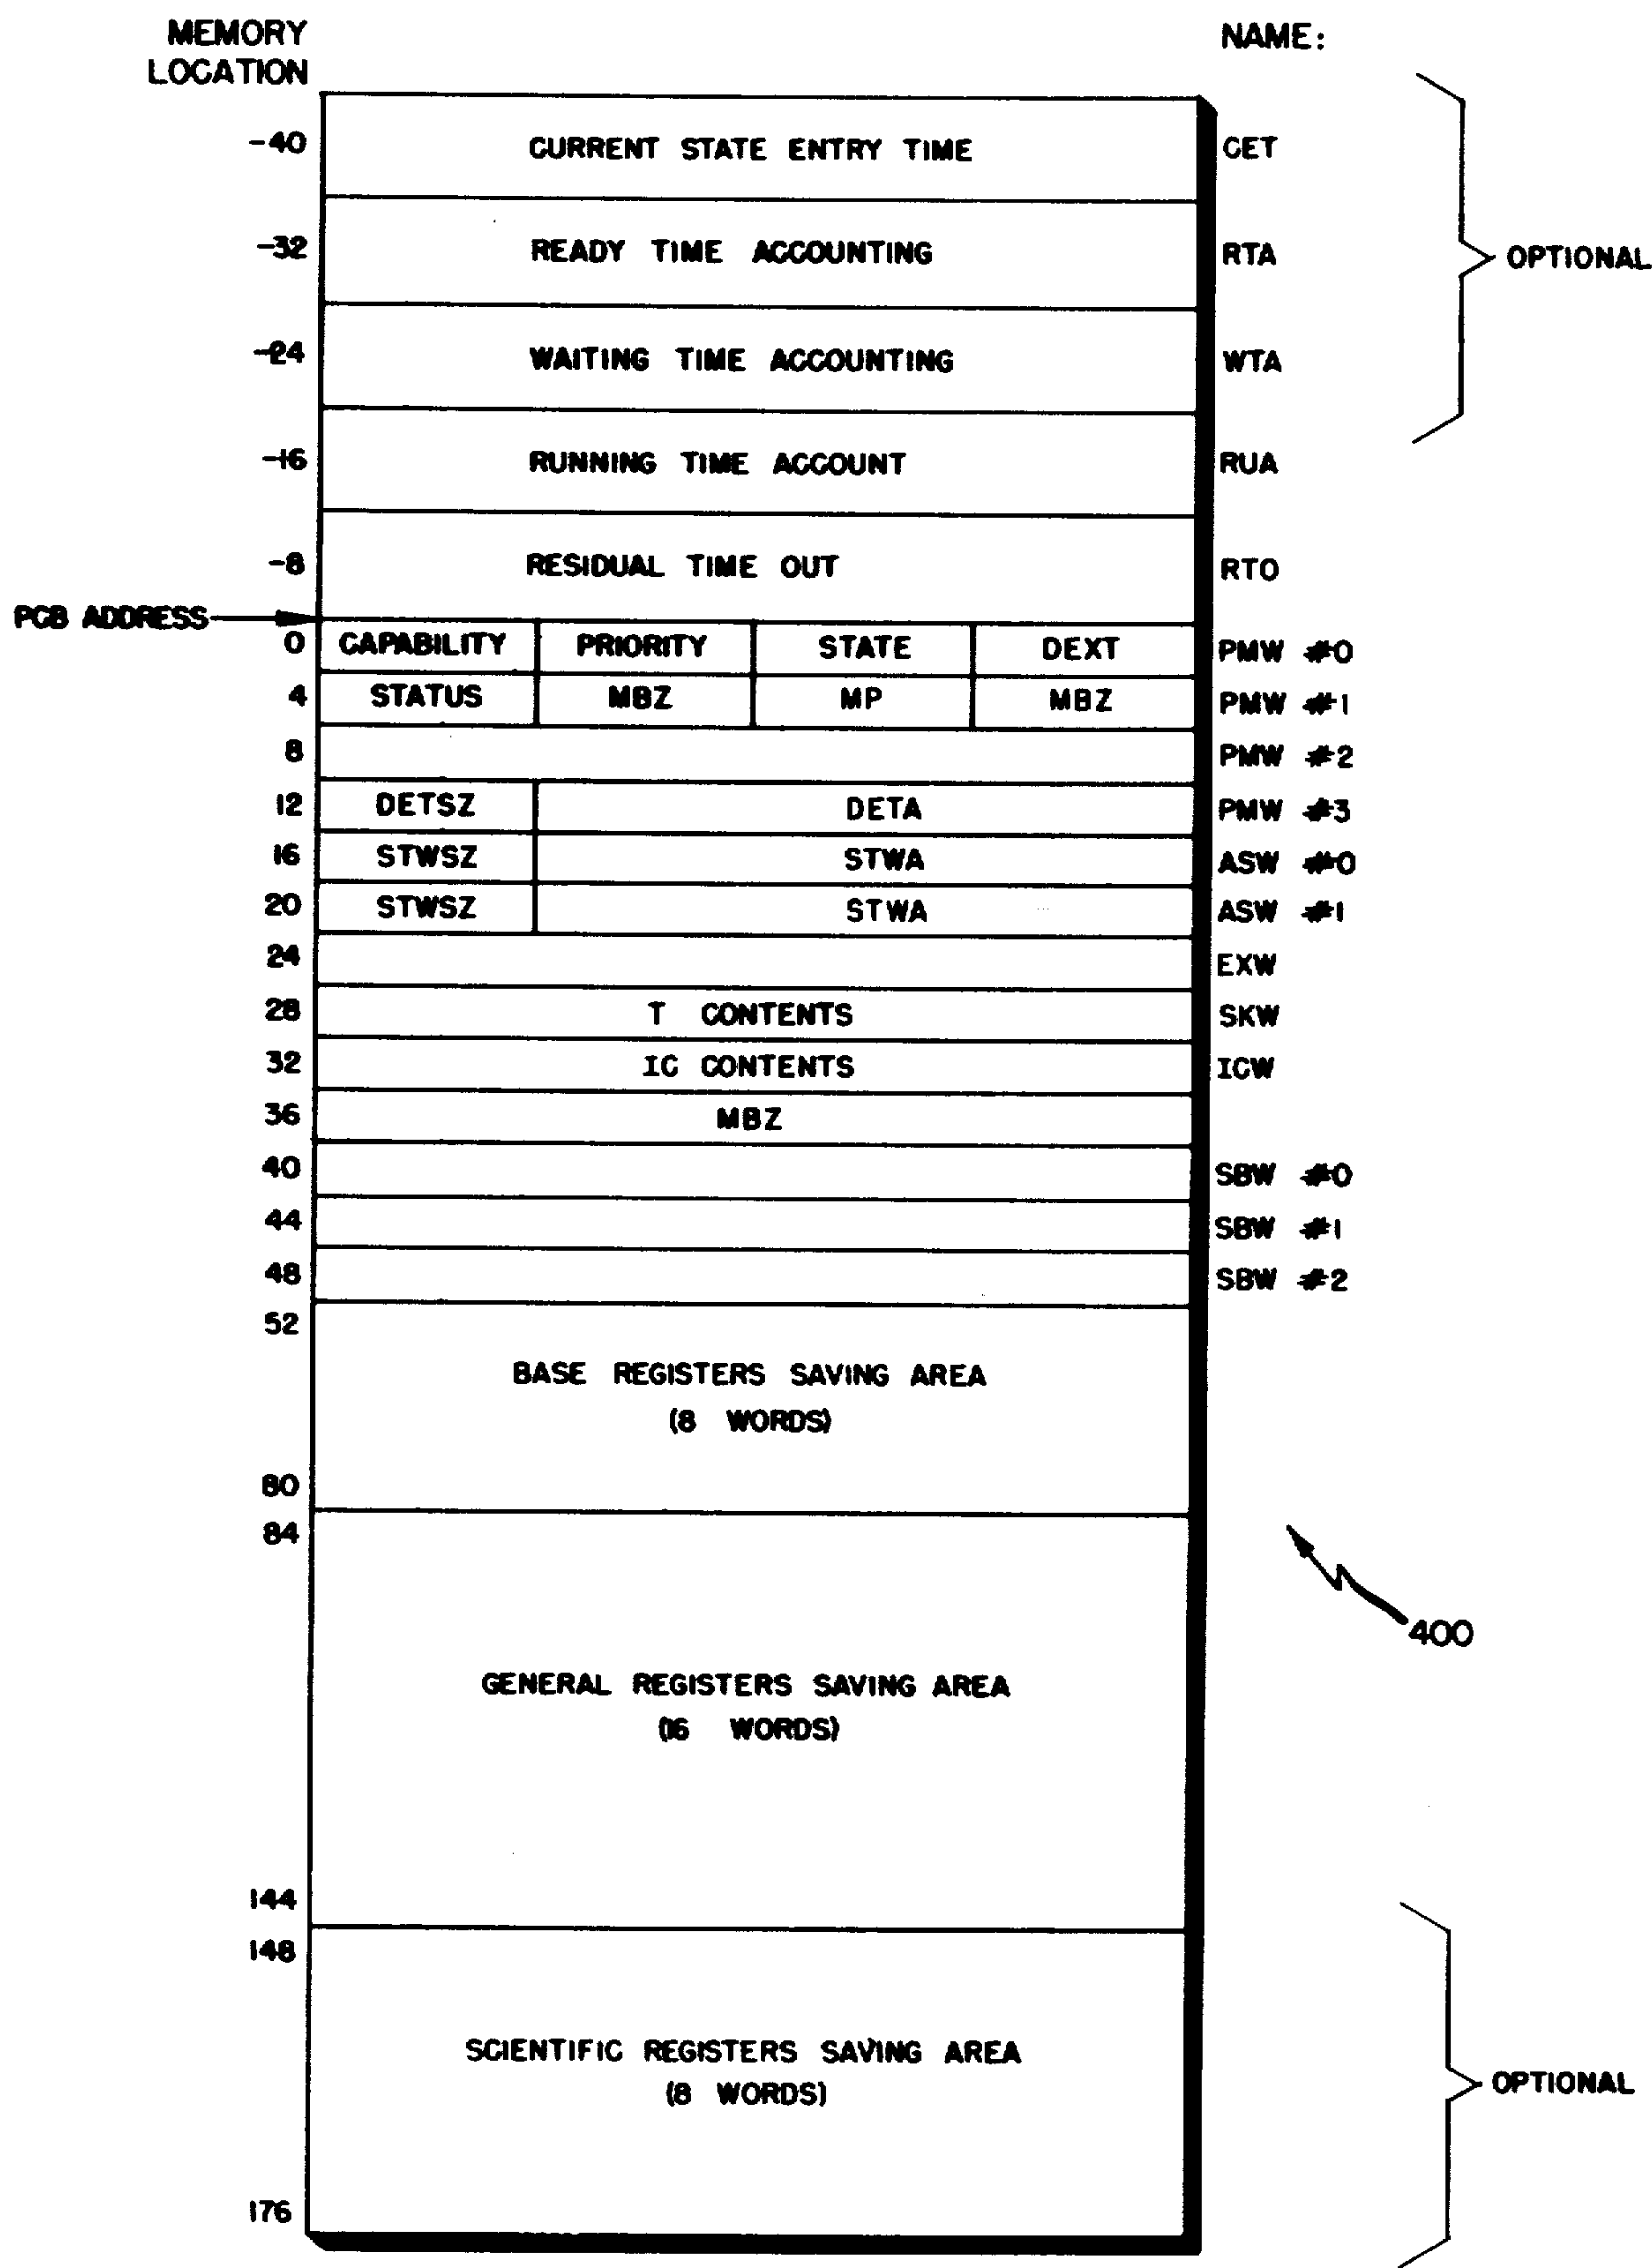 MEMORY
LOCATION
NAME:
-40 CURRENT STATE ENTRY TIME CET
-32 READY TIME ACCOUNTING RTA
OPTIONAL
-24 WAITING TIME ACCOUNTING WTA
-16 RUNNING TIME ACCOUNT RUA
-8 RESIDUAL TIME OUT RTO
PCB ADDRESS
0 CAPABILITY PRIORITY STATE DEXT PMW #0
4 STATUS MBZ MP MBZ PMW #1
8 PMW #2
12 DETSZ DETA PMW #3
16 STWSZ STWA ASW #0
20 STWSZ STWA ASW #1
24 EXW
28 T CONTENTS SKW
32 IC CONTENTS ICW
36 MBZ
40 SBW #0
44 SBW #1
48 SBW #2
52
BASE REGISTERS SAVING AREA
(8 WORDS)
80
84
400
GENERAL REGISTERS SAVING AREA
(16 WORDS)
144
148
SCIENTIFIC REGISTERS SAVING AREA
(8 WORDS)
OPTIONAL
176